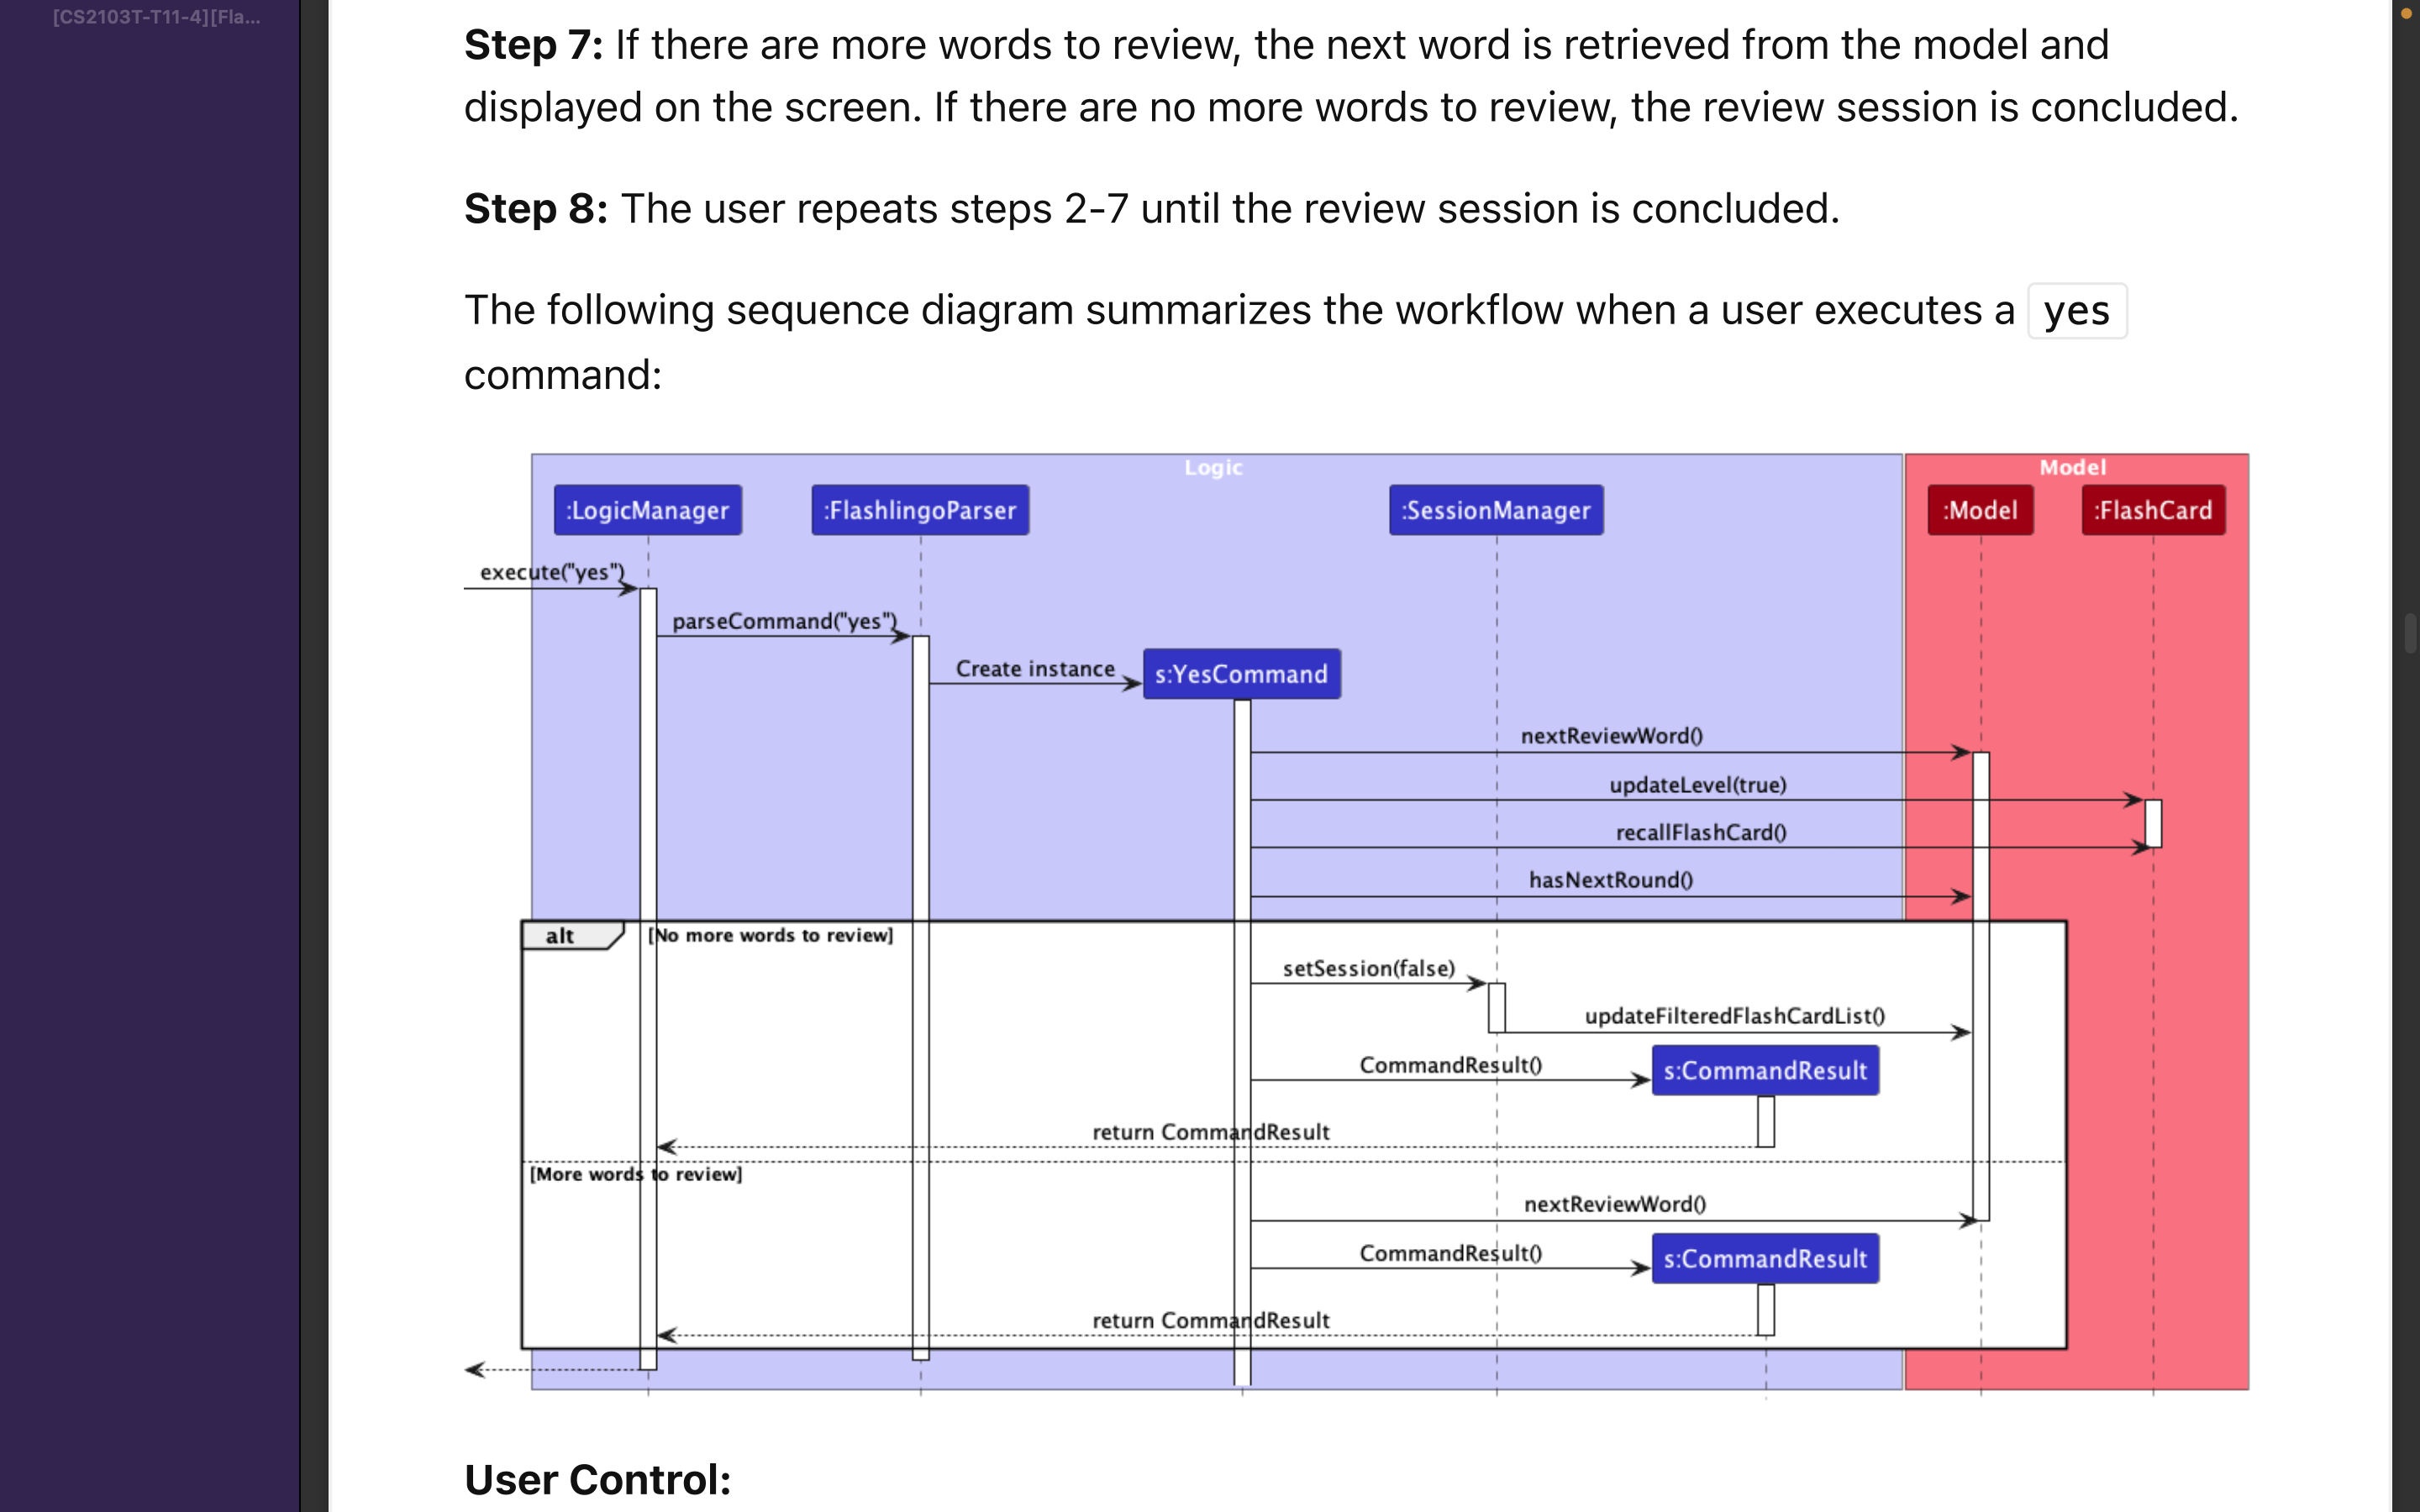 [CS2103T-T11-4][Fla...
Step 7: If there are more words to review, the next word is retrieved from the model and
displayed on the screen. If there are no more words to review, the review session is concluded.
Step 8: The user repeats steps 2-7 until the review session is concluded.
The following sequence diagram summarizes the workflow when a user executes a yes
command:
Logic
Model
:LogicManager
:FlashlingoParser
:SessionManager
:Model
:FlashCard
execute("yes")
parseCommand("yes")
Create instance
s:YesCommand
nextReviewWord()
updateLevel(true)
recallFlashCard()
hasNextRound()
alt
[No more words to review]
setSession(false)
updateFilteredFlashCardList()
CommandResult()
s:CommandResult
return CommandResult
[More words to review]
nextReviewWord()
CommandResult()
s:CommandResult
return CommandResult
User Control: